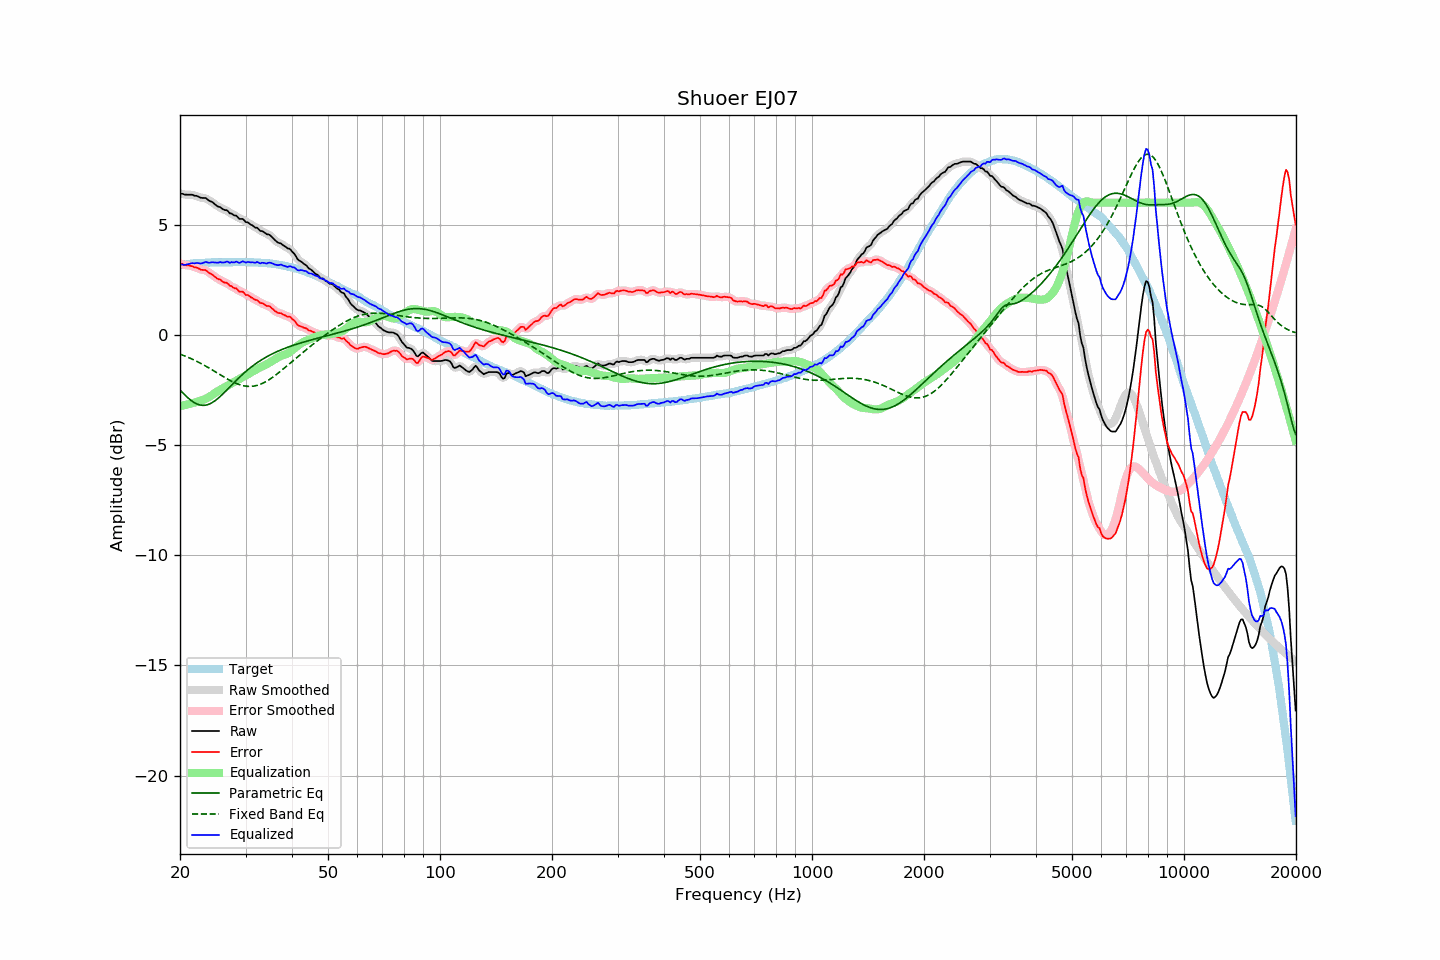 Shuoer EJ07
Amplitude (dBr)
5
0
−5
−10
−15
−20
Target
Raw Smoothed
Error Smoothed
Raw
Error
Equalization
Parametric Eq
Fixed Band Eq
Equalized
20 50 100 200 500 1000 2000 5000 10000 20000
Frequency (Hz)